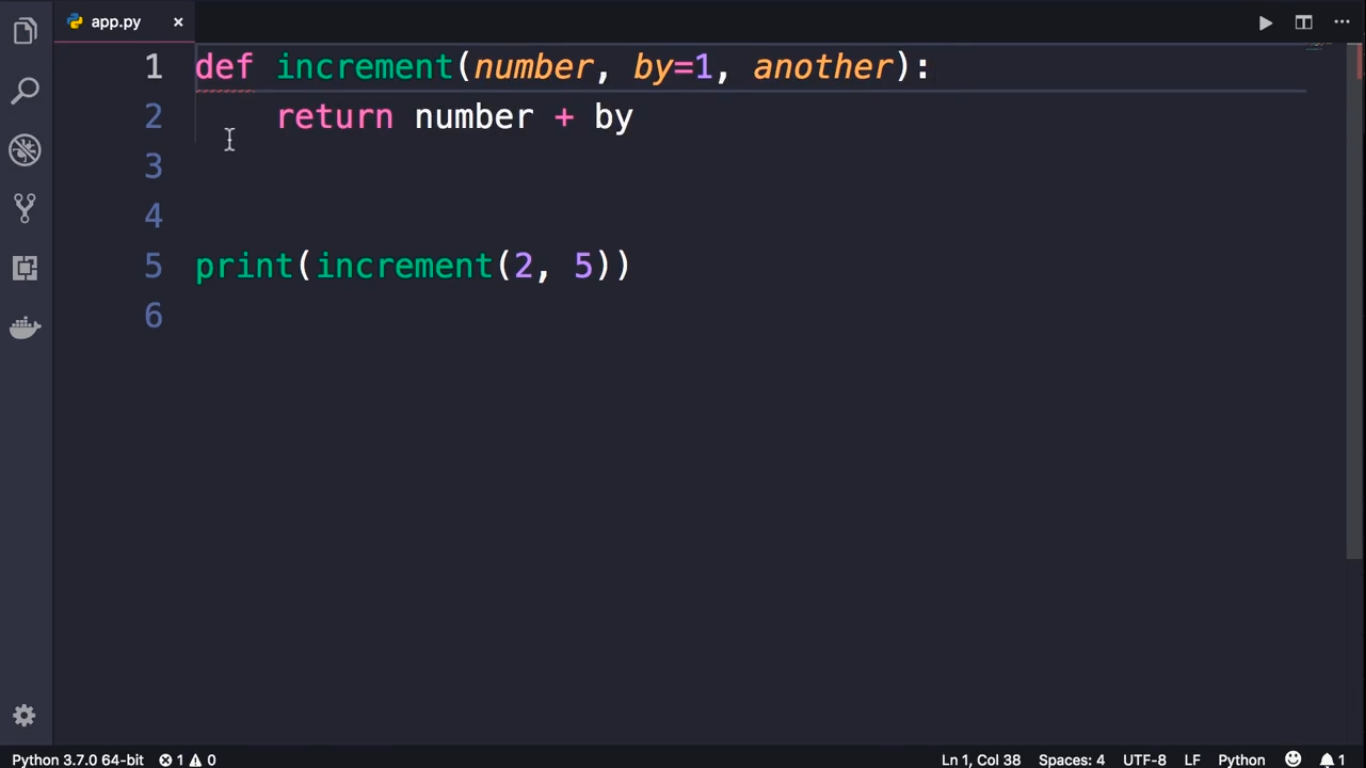 app.py
1 def increment(number, by=1, another):
2     return number + by
3
4
5 print(increment(2, 5))
6
Python 3.7.0 64-bit 1 0 Ln 1, Col 38 Spaces: 4 UTF-8 LF Python 1